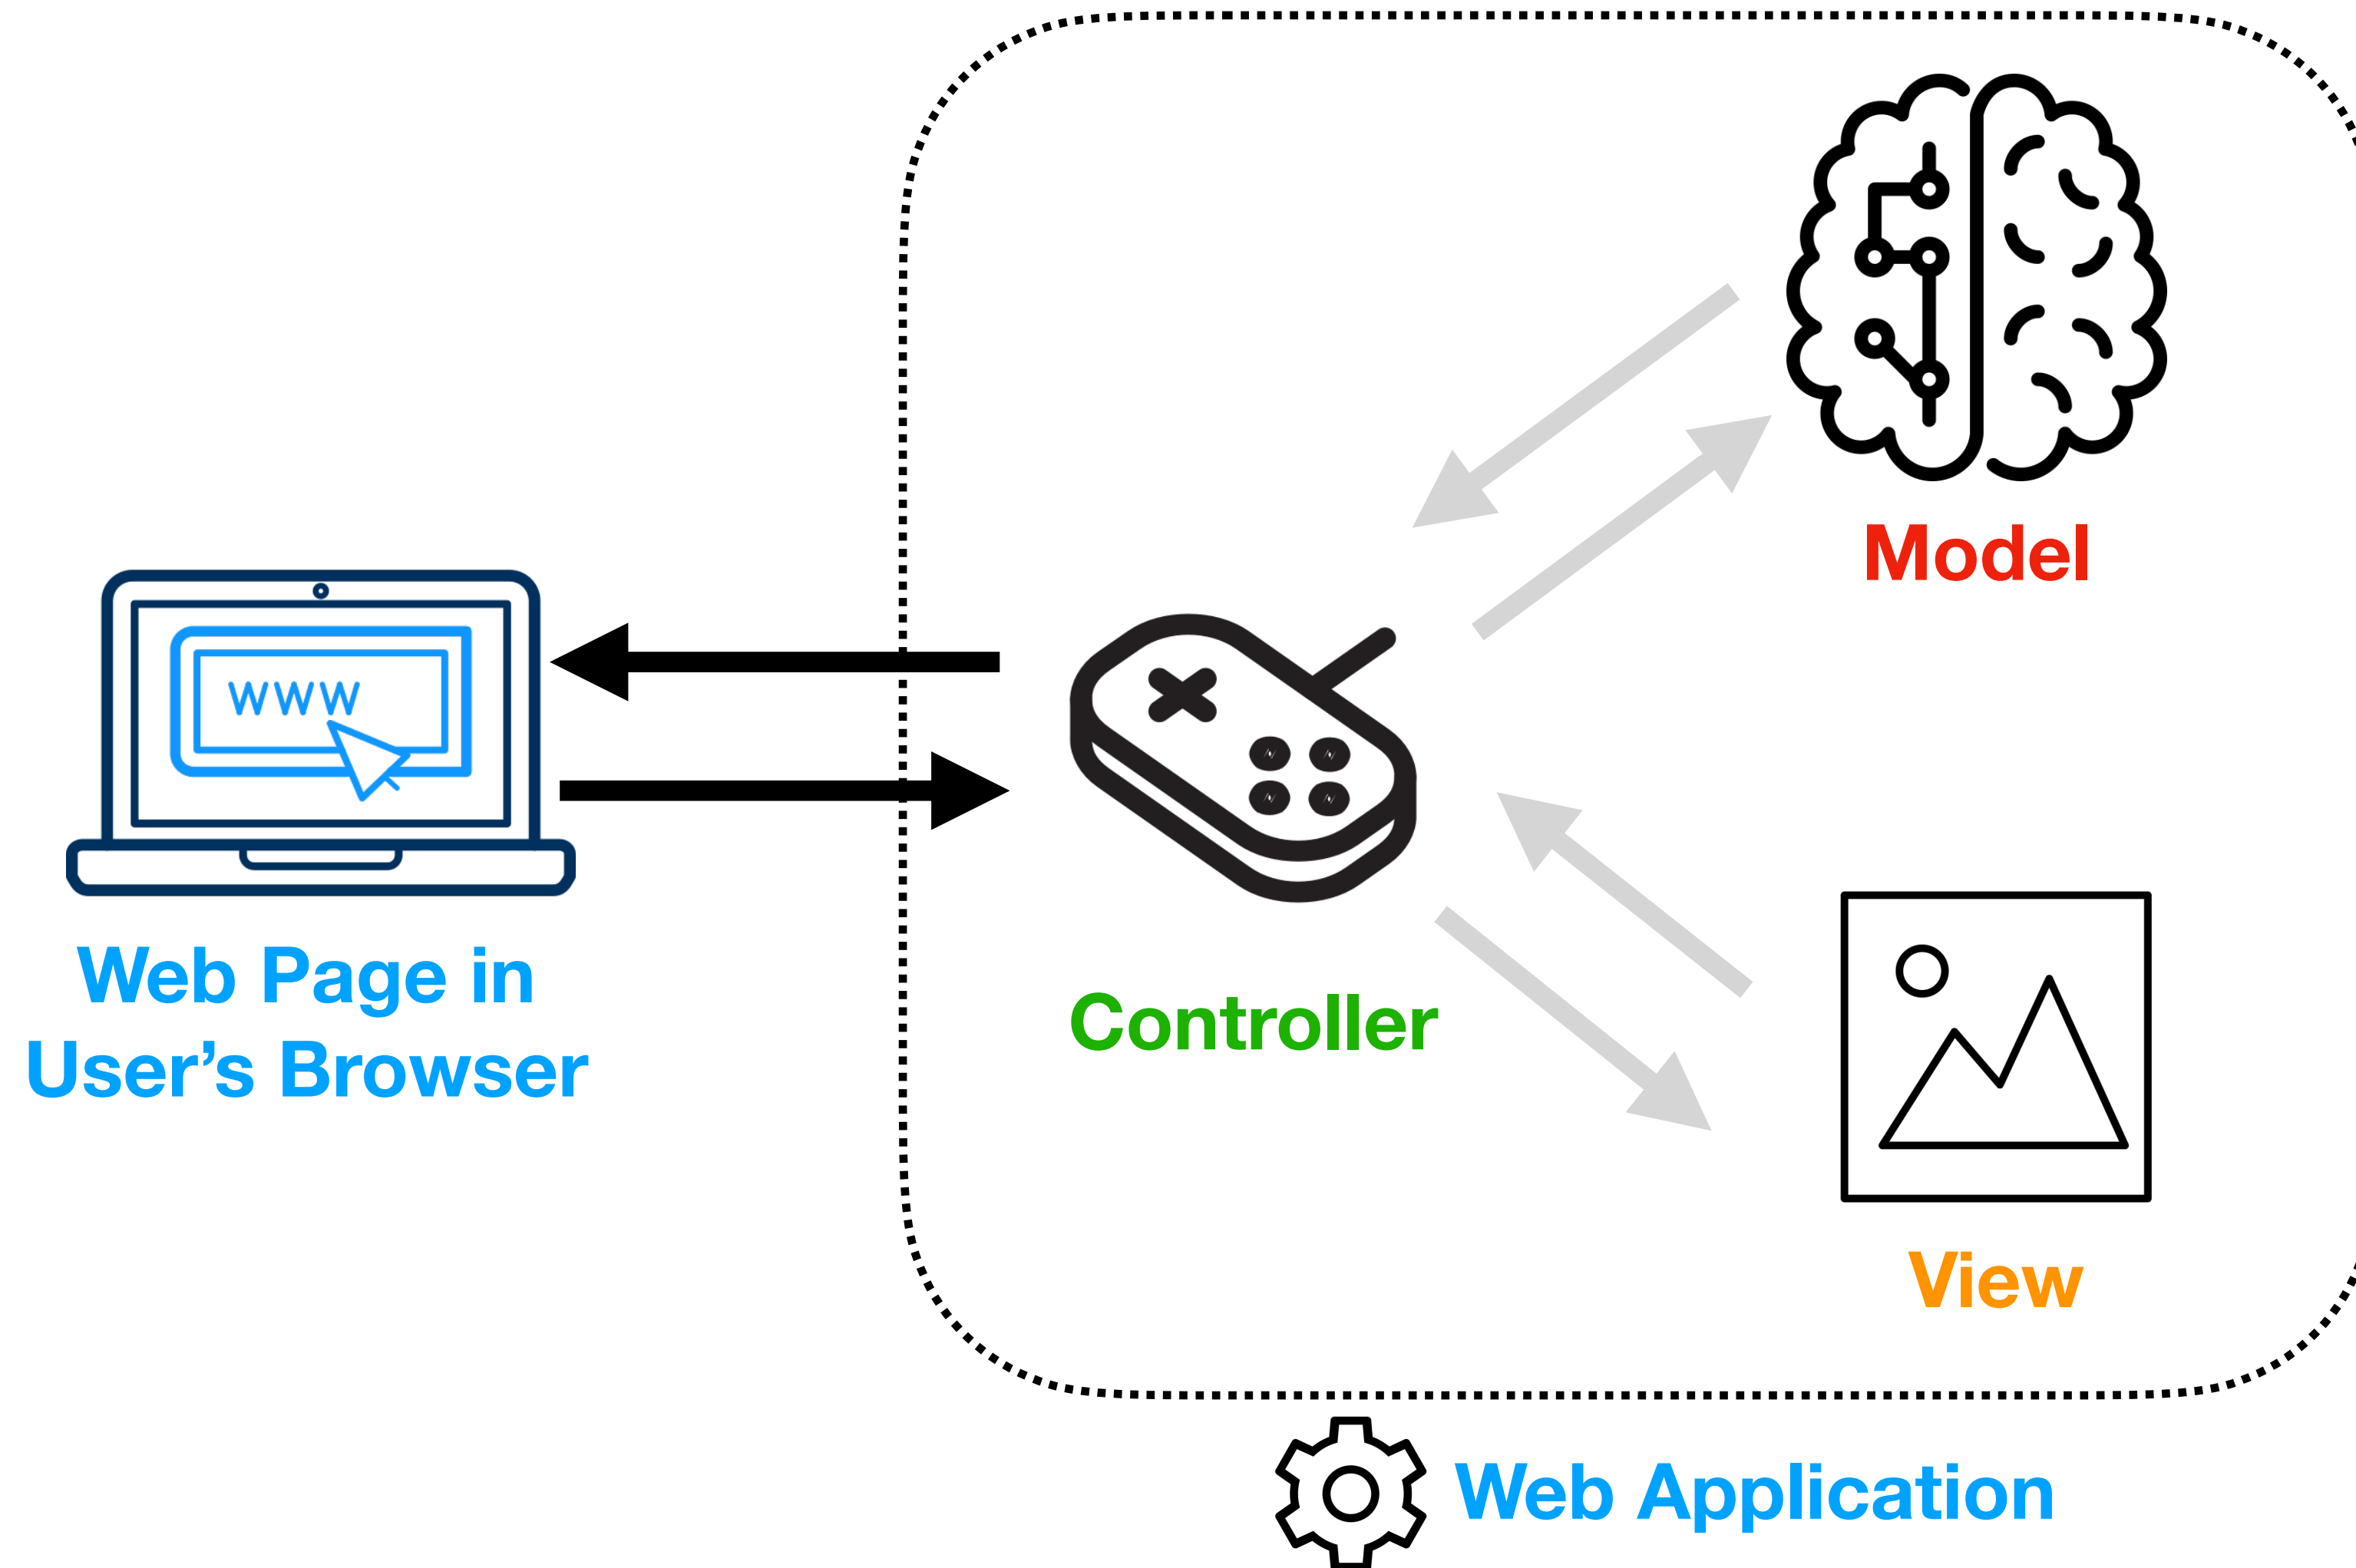 Model
WWW
Web Page in
User’s Browser
Controller
View
Web Application